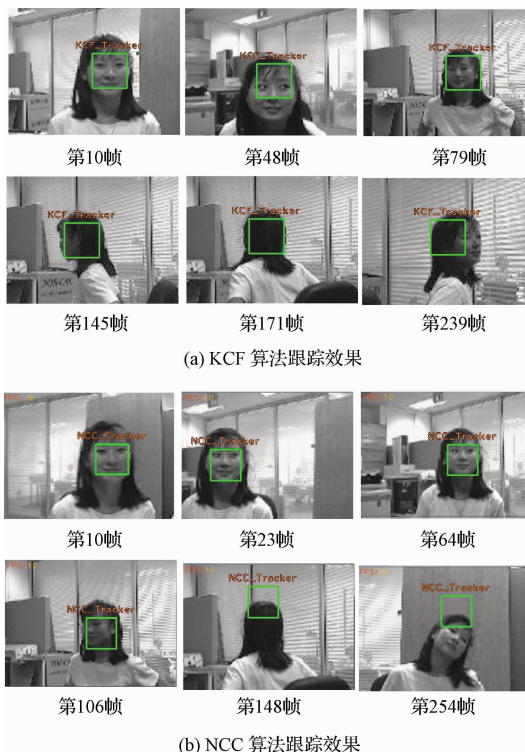 KCF_Tracker KCF_Tracker KCF_Tracker
第10帧 第48帧 第79帧
KCF_Tracker KCF_Tracker KCF_Tracker
第145帧 第171帧 第239帧
(a) KCF 算法跟踪效果
NCC_Tracker NCC_Tracker NCC_Tracker
第10帧 第23帧 第64帧
NCC_Tracker NCC_Tracker NCC_Tracker
第106帧 第148帧 第254帧
(b) NCC 算法跟踪效果